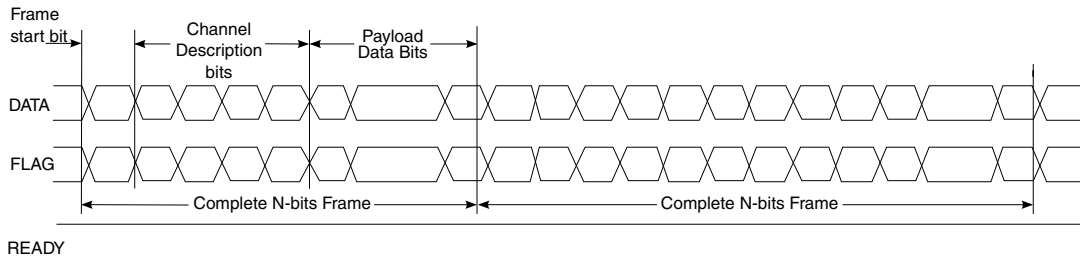 Frame
start bit
Channel
Description
bits
Payload
Data Bits
DATA
FLAG
Complete N-bits Frame
Complete N-bits Frame
READY